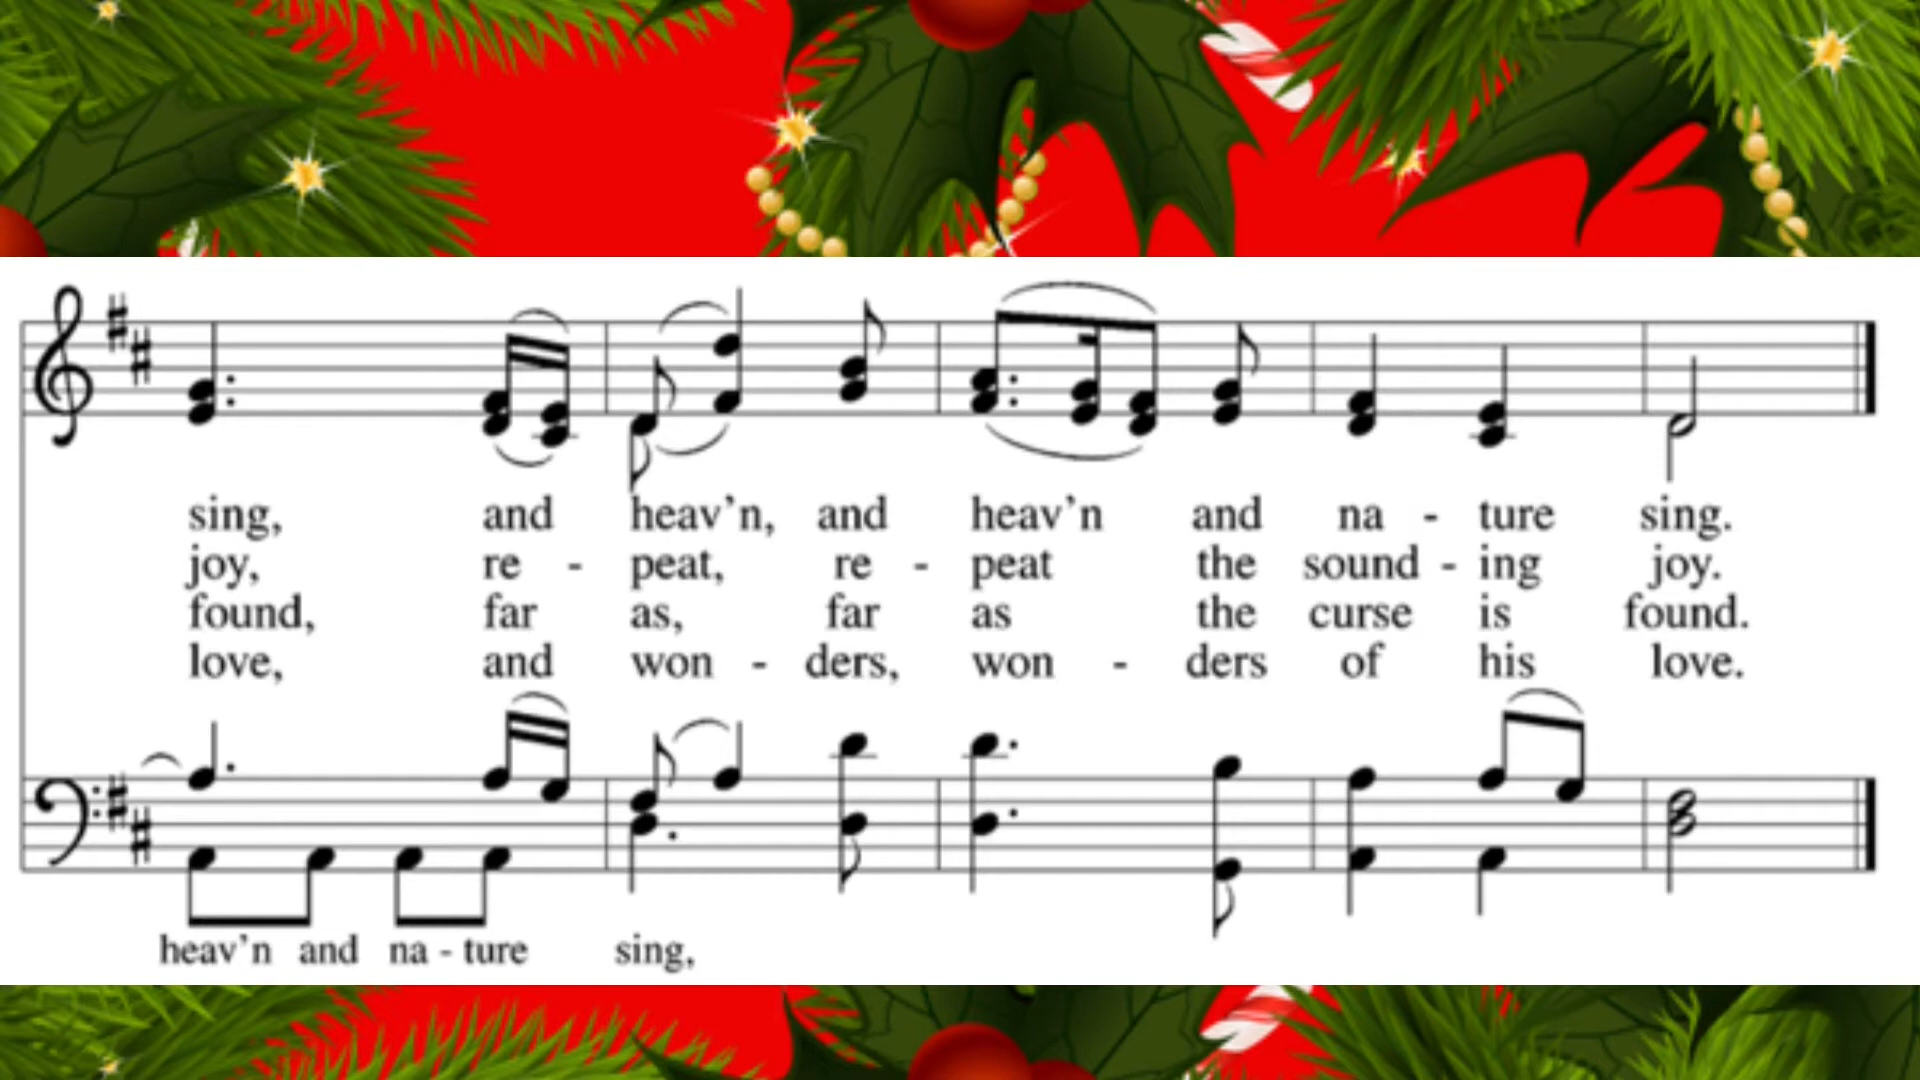 sing, and heav’n, and heav’n and na - ture sing.
joy, re - peat, re - peat the sound - ing joy.
found, far as, far as the curse is found.
love, and won - ders, won - ders of his love.
heav’n and na - ture sing,